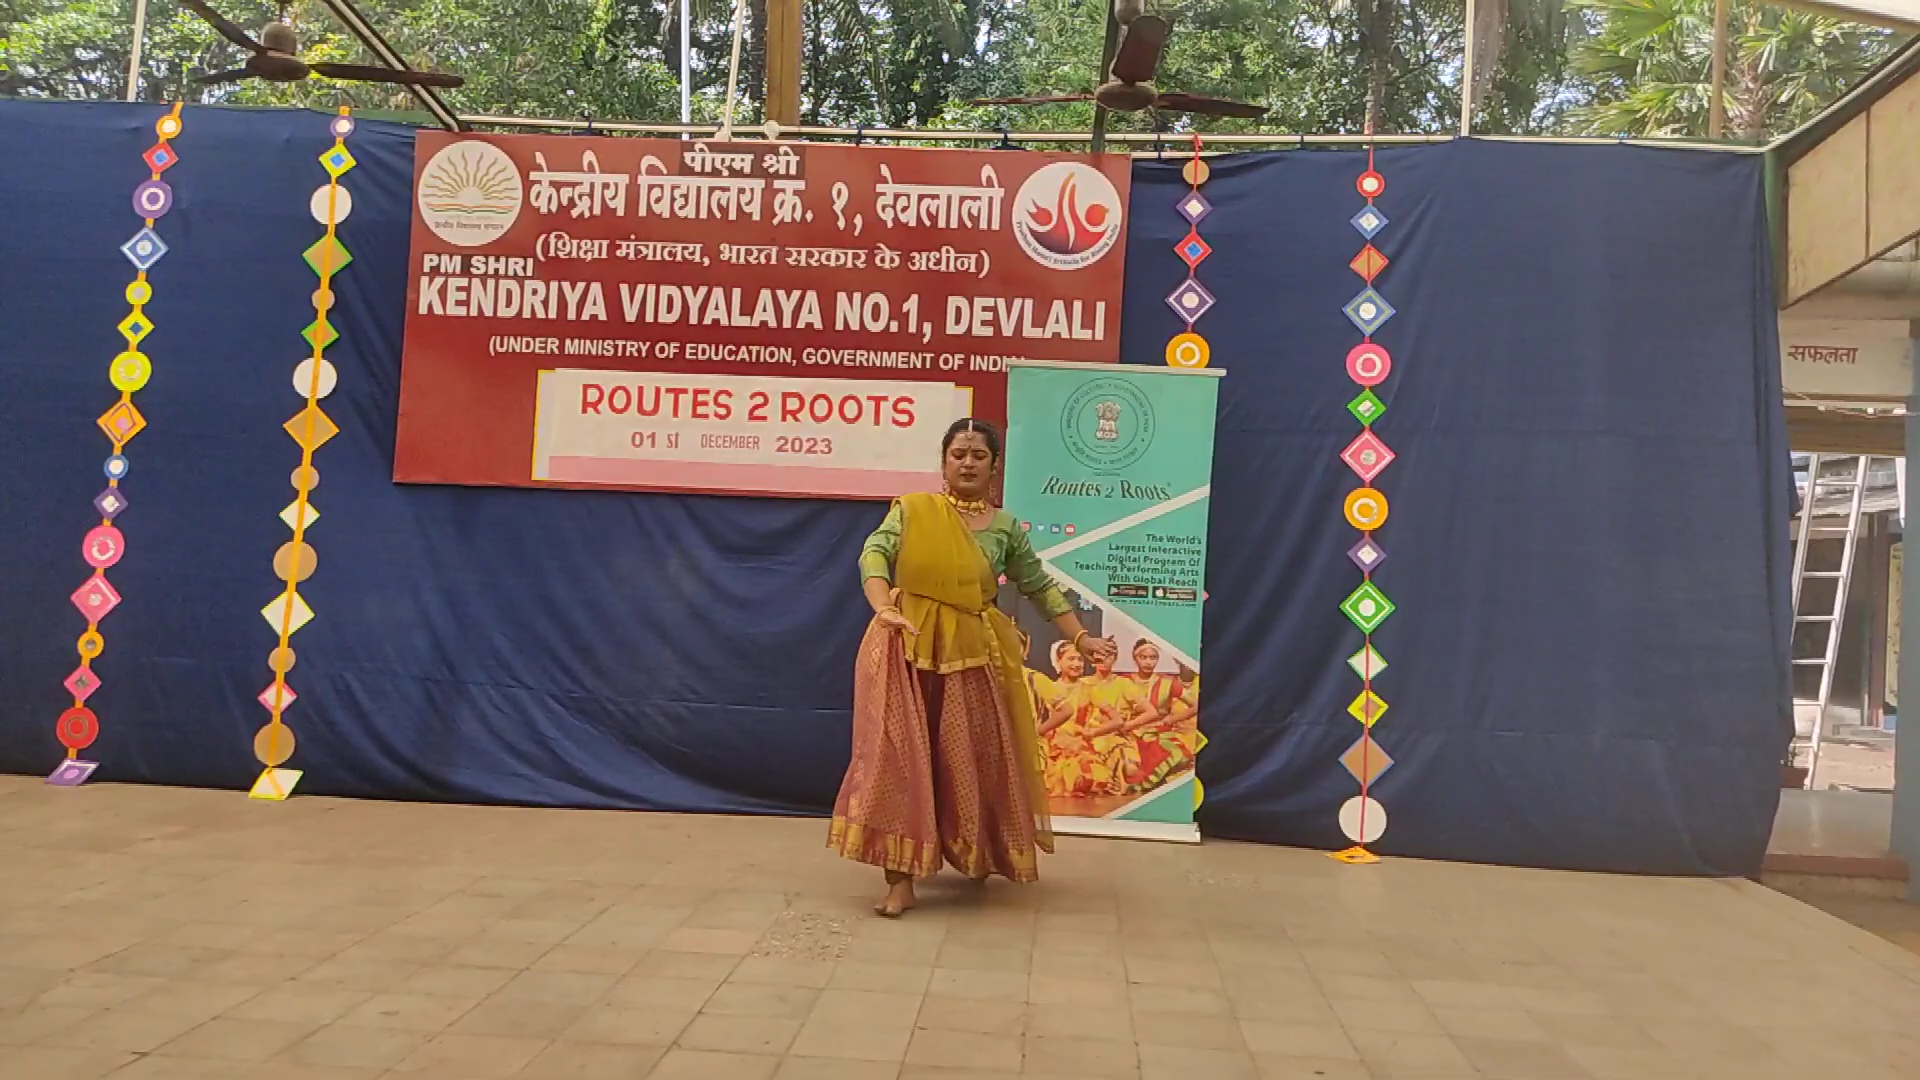 पीएम श्री
केन्द्रीय विद्यालय क्र. १, देवलाली
(शिक्षा मंत्रालय, भारत सरकार के अधीन)
PM SHRI
KENDRIYA VIDYALAYA NO.1, DEVLALI
(UNDER MINISTRY OF EDUCATION, GOVERNMENT OF
ROUTES 2 ROOTS
01 St DECEMBER 2023
Routes 2 Roots
The World's
Largest Interactive
Digital Program Of
Teaching Performing Arts
With Global Reach
सफलता